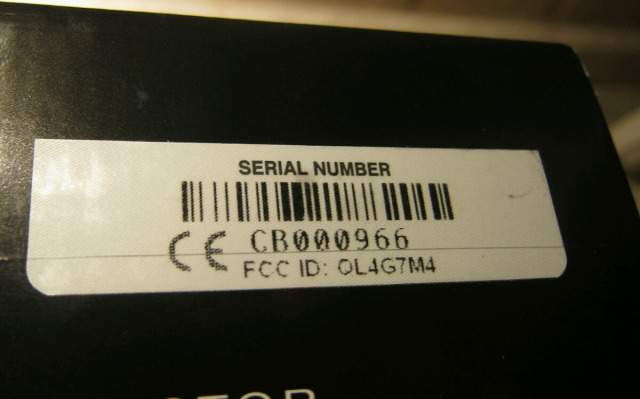 SERIAL NUMBER
CE CB000966
FCC ID: OL4G7M4